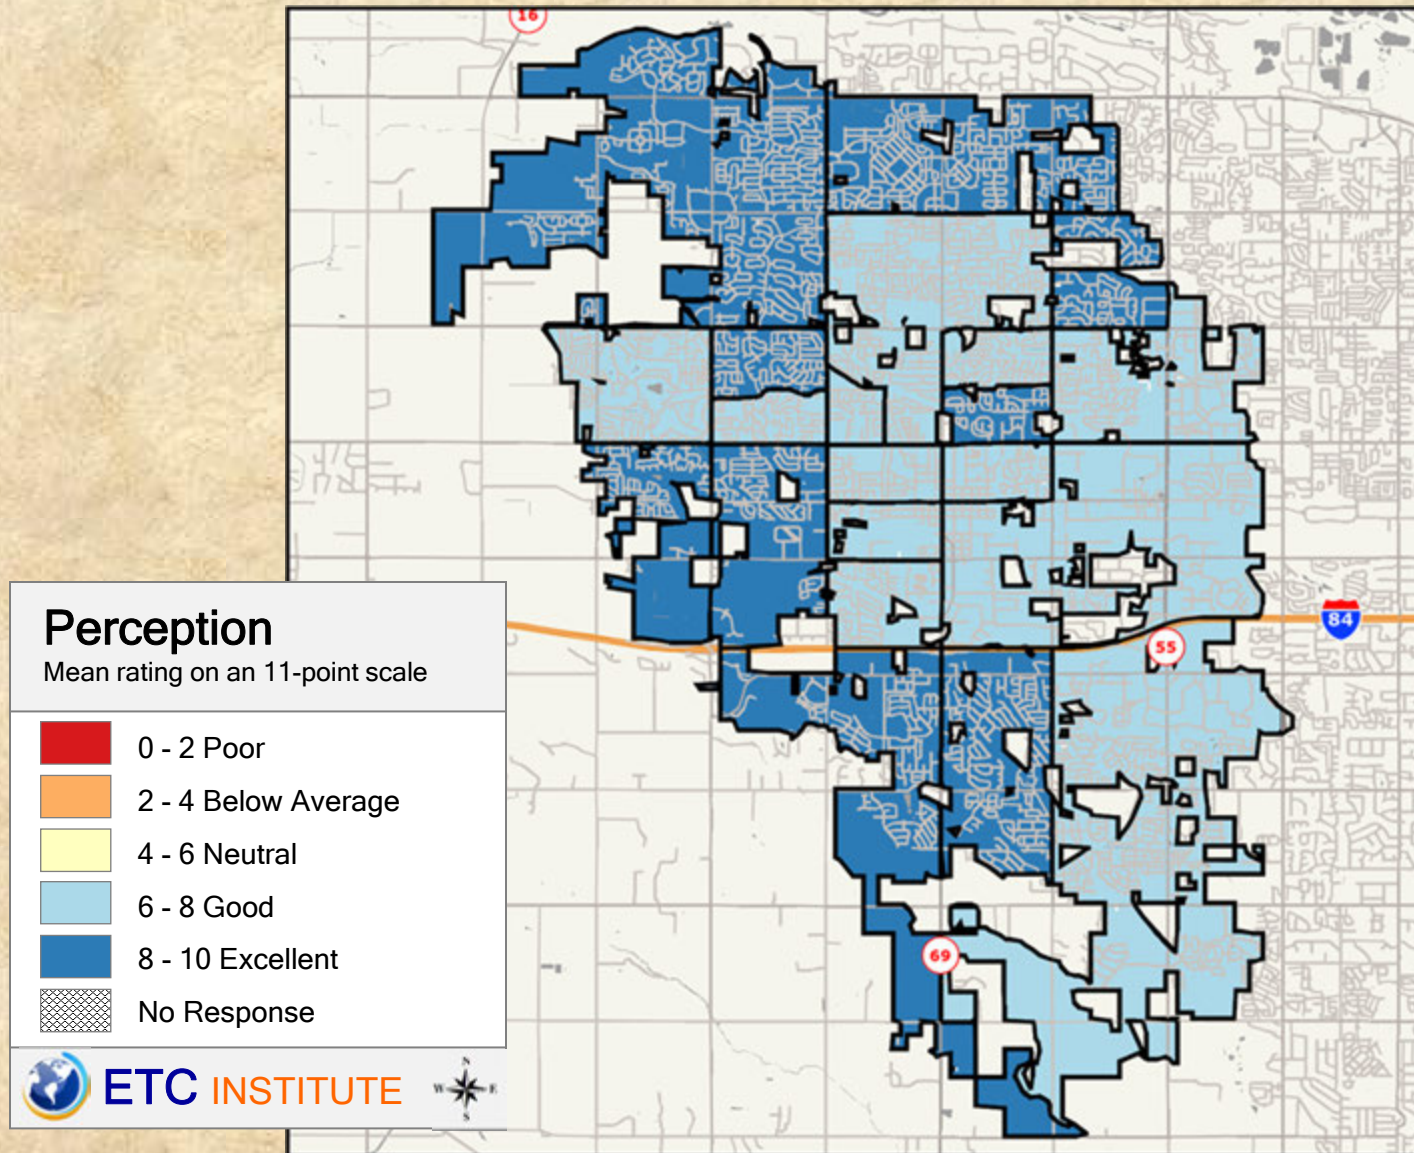 16
84
55
Perception
Mean rating on an 11-point scale
0 - 2 Poor
2 - 4 Below Average
4 - 6 Neutral
6 - 8 Good
8 - 10 Excellent
No Response
69
ETC INSTITUTE
N
W E
S